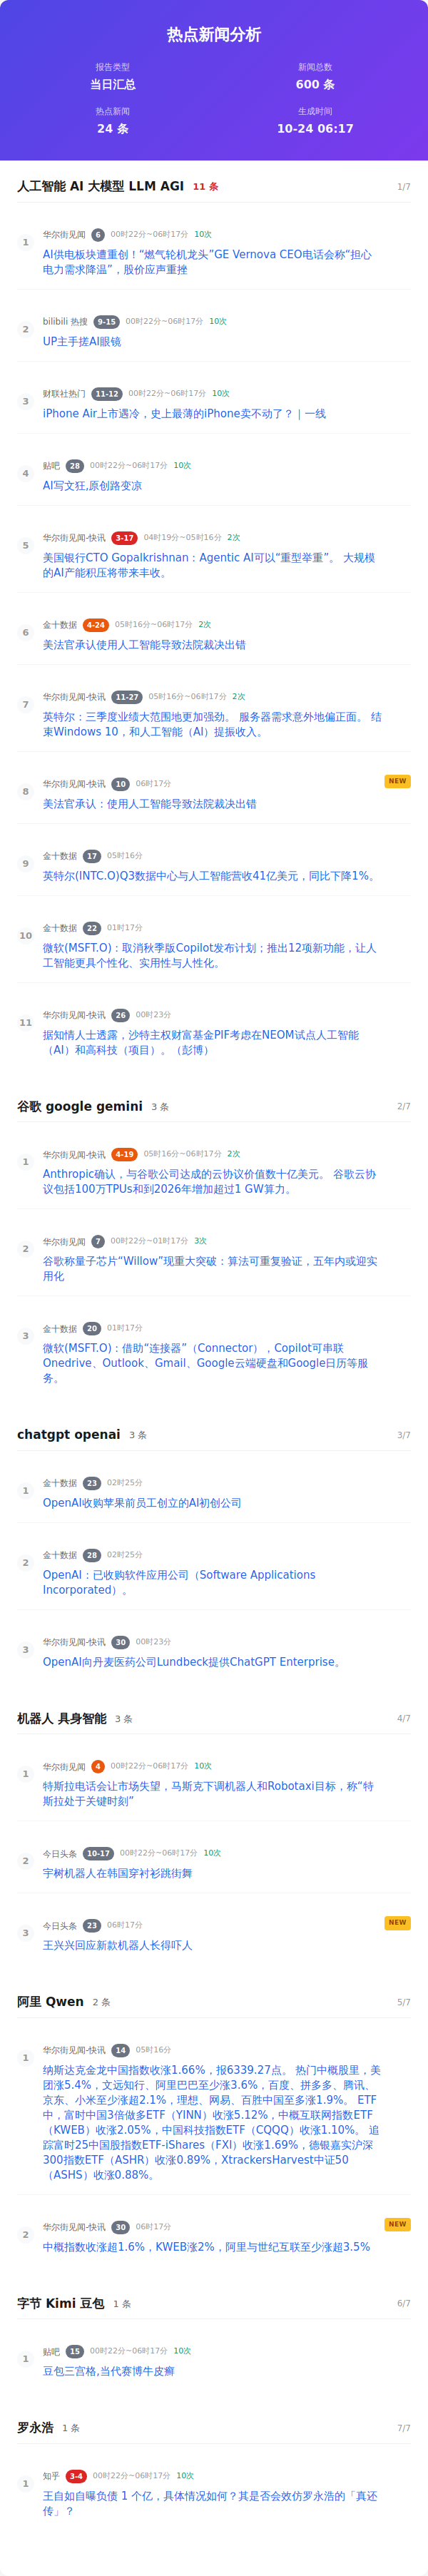 热点新闻分析
报告类型
当日汇总
新闻总数
600 条
热点新闻
24 条
生成时间
10-24 06:17
人工智能 AI 大模型 LLM AGI 11 条 1/7
1
华尔街见闻 6 00时22分~06时17分 10次
AI供电板块遭重创！“燃气轮机龙头”GE Vernova CEO电话会称“担心
电力需求降温”，股价应声重挫
2
bilibili 热搜 9-15 00时22分~06时17分 10次
UP主手搓AI眼镜
3
财联社热门 11-12 00时22分~06时17分 10次
iPhone Air上市遇冷，史上最薄的iPhone卖不动了？｜一线
4
贴吧 28 00时22分~06时17分 10次
AI写文狂,原创路变凉
5
华尔街见闻-快讯 3-17 04时19分~05时16分 2次
美国银行CTO Gopalkrishnan：Agentic AI可以“重型举重”。 大规模
的AI产能积压将带来丰收。
6
金十数据 4-24 05时16分~06时17分 2次
美法官承认使用人工智能导致法院裁决出错
7
华尔街见闻-快讯 11-27 05时16分~06时17分 2次
英特尔：三季度业绩大范围地更加强劲。 服务器需求意外地偏正面。 结
束Windows 10，和人工智能（AI）提振收入。
8
华尔街见闻-快讯 10 06时17分
NEW
美法官承认：使用人工智能导致法院裁决出错
9
金十数据 17 05时16分
英特尔(INTC.O)Q3数据中心与人工智能营收41亿美元，同比下降1%。
10
金十数据 22 01时17分
微软(MSFT.O)：取消秋季版Copilot发布计划；推出12项新功能，让人
工智能更具个性化、实用性与人性化。
11
华尔街见闻-快讯 26 00时23分
据知情人士透露，沙特主权财富基金PIF考虑在NEOM试点人工智能
（AI）和高科技（项目）。（彭博）
谷歌 google gemini 3 条 2/7
1
华尔街见闻-快讯 4-19 05时16分~06时17分 2次
Anthropic确认，与谷歌公司达成的云协议价值数十亿美元。 谷歌云协
议包括100万TPUs和到2026年增加超过1 GW算力。
2
华尔街见闻 7 00时22分~01时17分 3次
谷歌称量子芯片“Willow”现重大突破：算法可重复验证，五年内或迎实
用化
3
金十数据 20 01时17分
微软(MSFT.O)：借助“连接器”（Connector），Copilot可串联
Onedrive、Outlook、Gmail、Google云端硬盘和Google日历等服
务。
chatgpt openai 3 条 3/7
1
金十数据 23 02时25分
OpenAI收购苹果前员工创立的AI初创公司
2
金十数据 28 02时25分
OpenAI：已收购软件应用公司（Software Applications
Incorporated）。
3
华尔街见闻-快讯 30 00时23分
OpenAI向丹麦医药公司Lundbeck提供ChatGPT Enterprise。
机器人 具身智能 3 条 4/7
1
华尔街见闻 4 00时22分~06时17分 10次
特斯拉电话会让市场失望，马斯克下调机器人和Robotaxi目标，称“特
斯拉处于关键时刻”
2
今日头条 10-17 00时22分~06时17分 10次
宇树机器人在韩国穿衬衫跳街舞
3
今日头条 23 06时17分
NEW
王兴兴回应新款机器人长得吓人
阿里 Qwen 2 条 5/7
1
华尔街见闻-快讯 14 05时16分
纳斯达克金龙中国指数收涨1.66%，报6339.27点。 热门中概股里，美
团涨5.4%，文远知行、阿里巴巴至少涨3.6%，百度、拼多多、腾讯、
京东、小米至少涨超2.1%，理想、网易、百胜中国至多涨1.9%。 ETF
中，富时中国3倍做多ETF（YINN）收涨5.12%，中概互联网指数ETF
（KWEB）收涨2.05%，中国科技指数ETF（CQQQ）收涨1.10%。 追
踪富时25中国股指数ETF-iShares（FXI）收涨1.69%，德银嘉实沪深
300指数ETF（ASHR）收涨0.89%，XtrackersHarvest中证50
（ASHS）收涨0.88%。
2
华尔街见闻-快讯 30 06时17分
NEW
中概指数收涨超1.6%，KWEB涨2%，阿里与世纪互联至少涨超3.5%
字节 Kimi 豆包 1 条 6/7
1
贴吧 15 00时22分~06时17分 10次
豆包三宫格,当代赛博牛皮癣
罗永浩 1 条 7/7
1
知乎 3-4 00时22分~06时17分 10次
王自如自曝负债 1 个亿，具体情况如何？其是否会效仿罗永浩的「真还
传」？